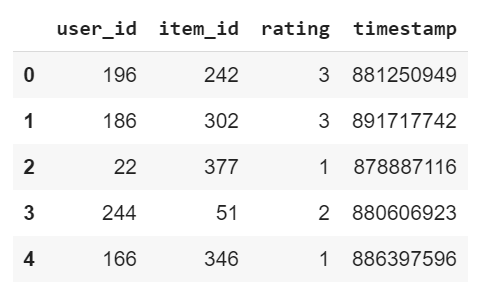 user_id item_id rating timestamp
0 196 242 3 881250949
1 186 302 3 891717742
2 22 377 1 878887116
3 244 51 2 880606923
4 166 346 1 886397596